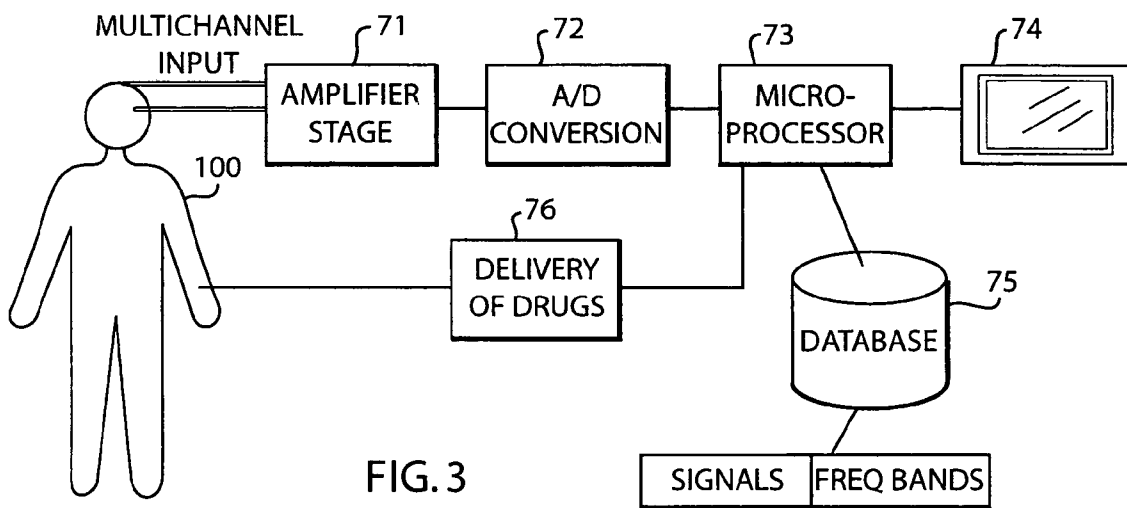 MULTICHANNEL
INPUT
71
AMPLIFIER
STAGE
72
A/D
CONVERSION
73
MICRO-
PROCESSOR
74
100
76
DELIVERY
OF DRUGS
75
DATABASE
SIGNALS
FREQ BANDS
FIG. 3